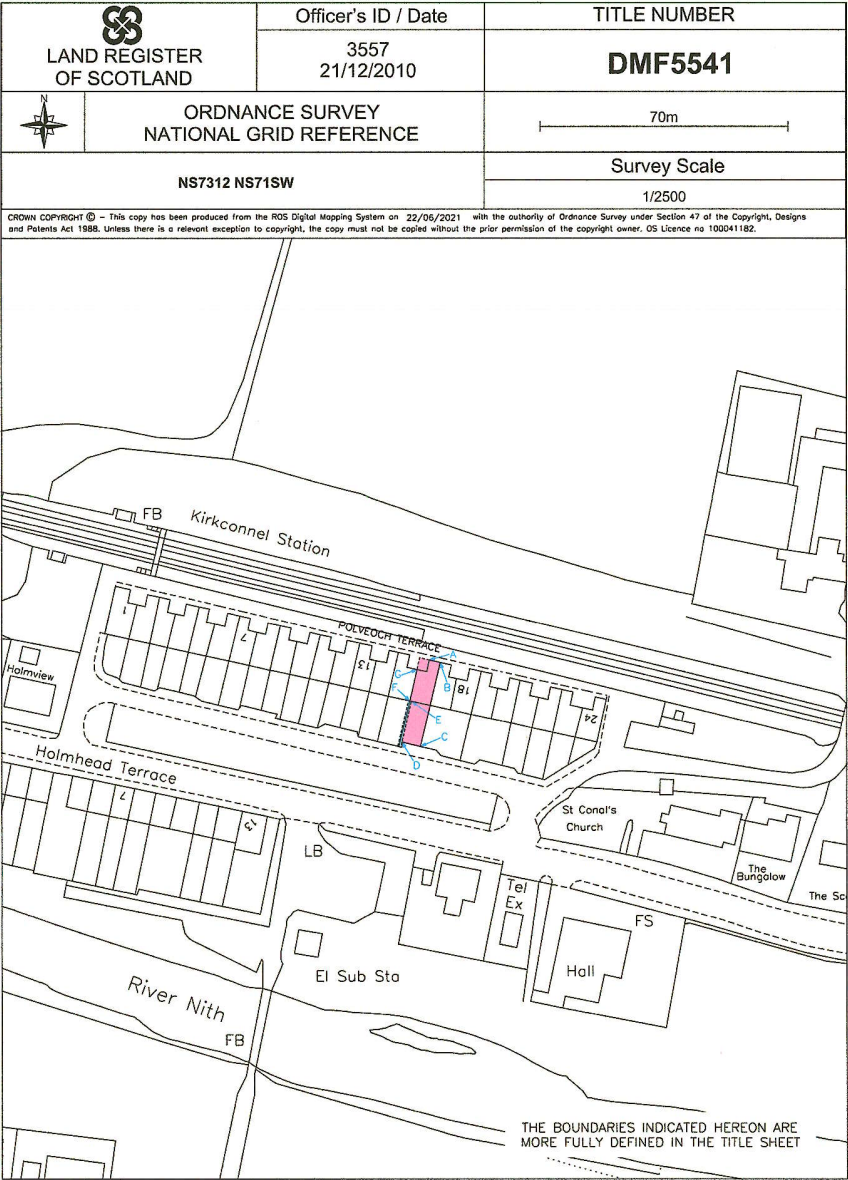 LAND REGISTER
OF SCOTLAND
Officer's ID / Date
3557
21/12/2010
TITLE NUMBER
DMF5541
N
ORDNANCE SURVEY
NATIONAL GRID REFERENCE
70m
NS7312 NS71SW
Survey Scale
1/2500
CROWN COPYRIGHT © – This copy has been produced from the ROS Digital Mapping System on 22/06/2021 with the authority of Ordnance Survey under Section 47 of the Copyright, Designs
and Patents Act 1988. Unless there is a relevant exception to copyright, the copy must not be copied without the prior permission of the copyright owner. OS Licence no 100041182.
FB
Kirkconnel Station
1
7
POLVEOCH TERRACE
13
A
G
B
18
F
E
24
C
D
Holmview
Holmhead Terrace
7
13
St Conal's
Church
The
Bungalow
The Sc
LB
Tel
Ex
FS
Hall
El Sub Sta
River Nith
FB
THE BOUNDARIES INDICATED HEREON ARE
MORE FULLY DEFINED IN THE TITLE SHEET